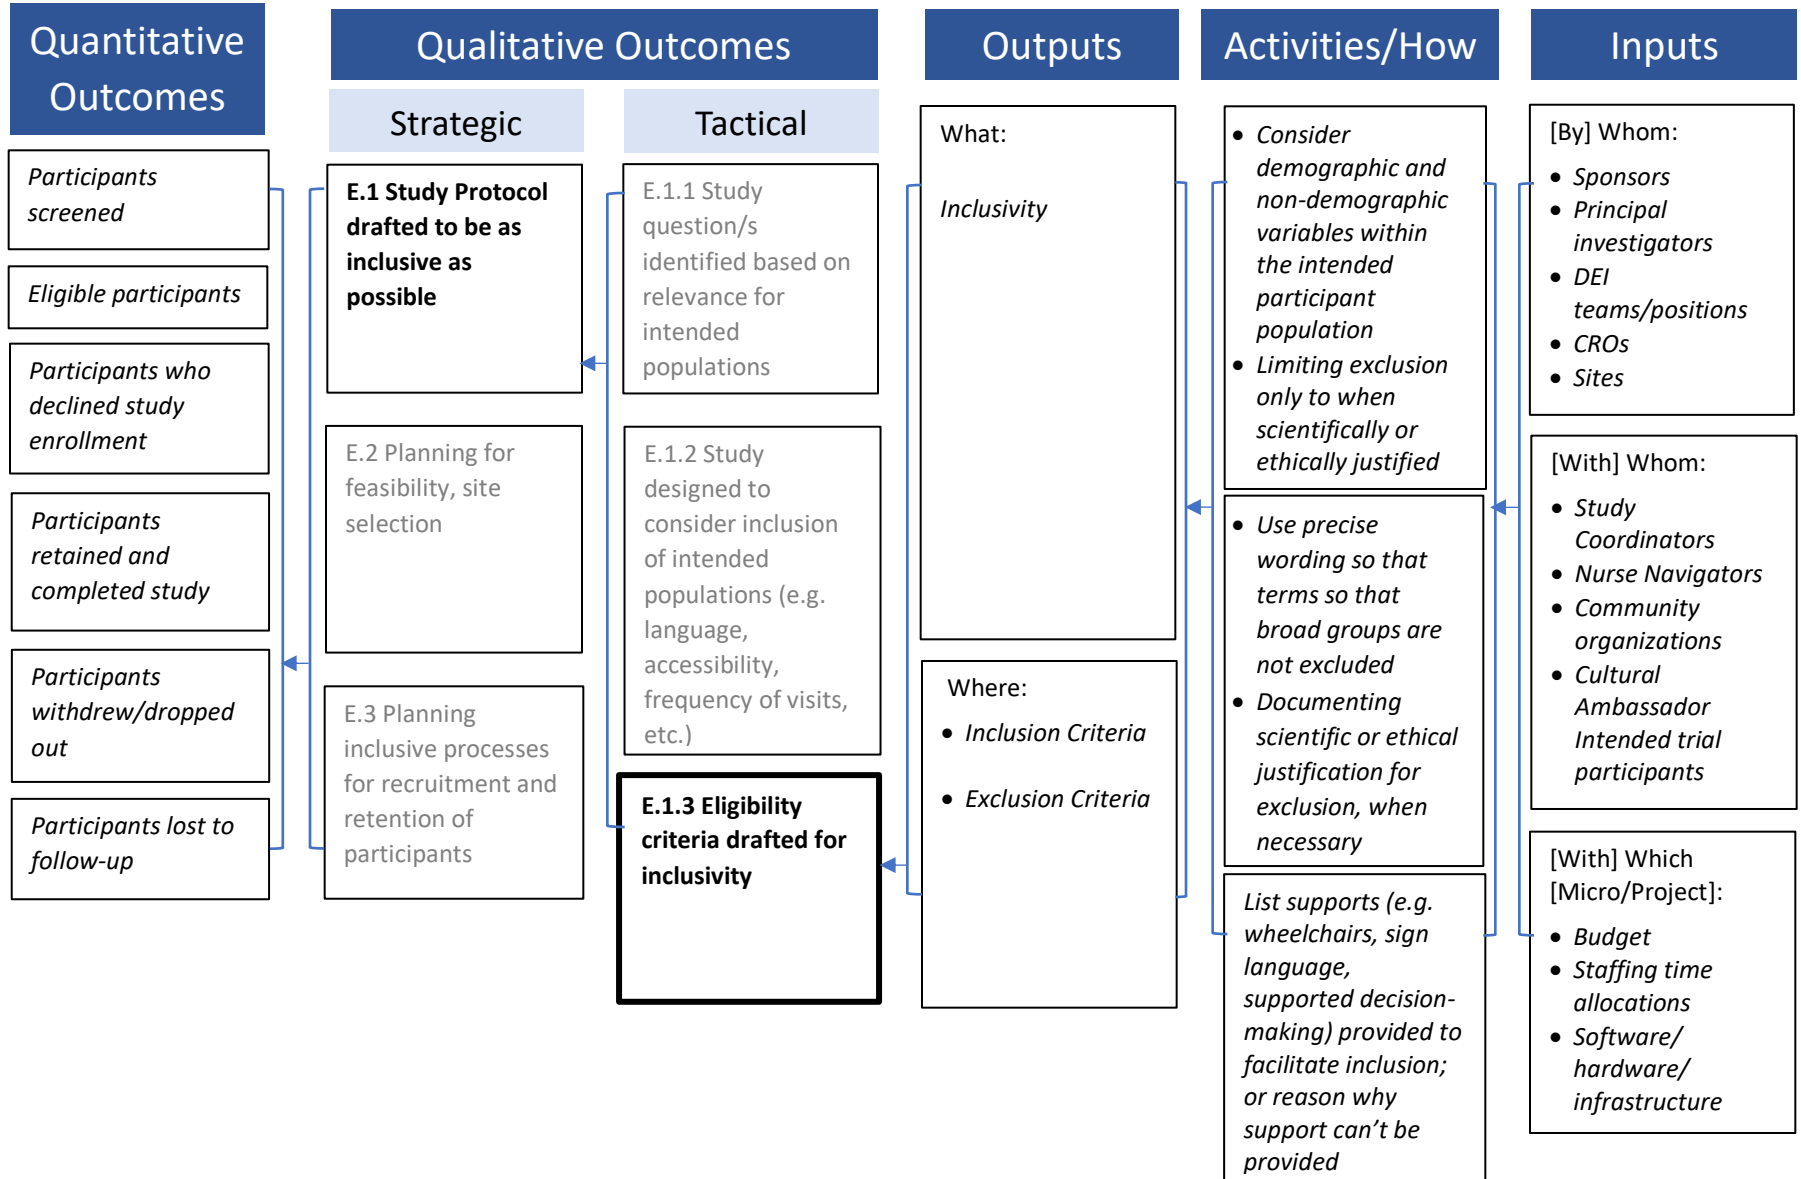 Quantitative
Outcomes
Qualitative Outcomes
Outputs
Activities/How
Inputs
Strategic
Tactical
Participants
screened
Eligible participants
Participants who
declined study
enrollment
Participants
retained and
completed study
Participants
withdrew/dropped
out
Participants lost to
follow-up
E.1 Study Protocol
drafted to be as
inclusive as
possible
E.2 Planning for
feasibility, site
selection
E.3 Planning
inclusive processes
for recruitment and
retention of
participants
E.1.1 Study
question/s
identified based on
relevance for
intended
populations
E.1.2 Study
designed to
consider inclusion
of intended
populations (e.g.
language,
accessibility,
frequency of visits,
etc.)
E.1.3 Eligibility
criteria drafted for
inclusivity
What:
Inclusivity
Where:
• Inclusion Criteria
• Exclusion Criteria
• Consider
demographic and
non-demographic
variables within
the intended
participant
population
• Limiting exclusion
only to when
scientifically or
ethically justified
• Use precise
wording so that
terms so that
broad groups are
not excluded
• Documenting
scientific or ethical
justification for
exclusion, when
necessary
List supports (e.g.
wheelchairs, sign
language,
supported decision-
making) provided to
facilitate inclusion;
or reason why
support can’t be
provided
[By] Whom:
• Sponsors
• Principal
investigators
• DEI
teams/positions
• CROs
• Sites
[With] Whom:
• Study
Coordinators
• Nurse Navigators
• Community
organizations
• Cultural
Ambassador
Intended trial
participants
[With] Which
[Micro/Project]:
• Budget
• Staffing time
allocations
• Software/
hardware/
infrastructure